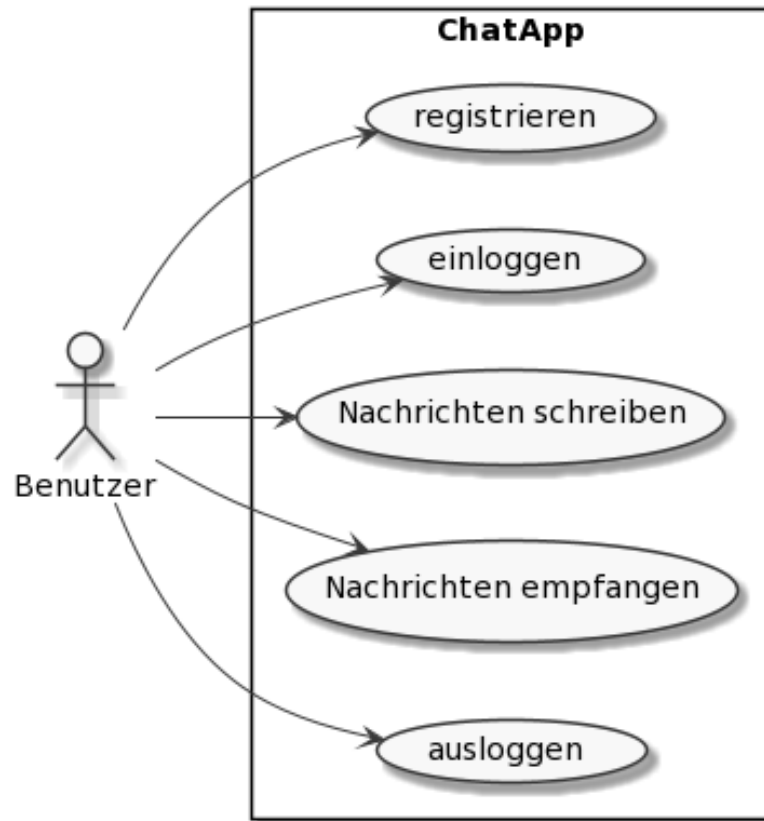 ChatApp
registrieren
einloggen
Nachrichten schreiben
Benutzer
Nachrichten empfangen
ausloggen